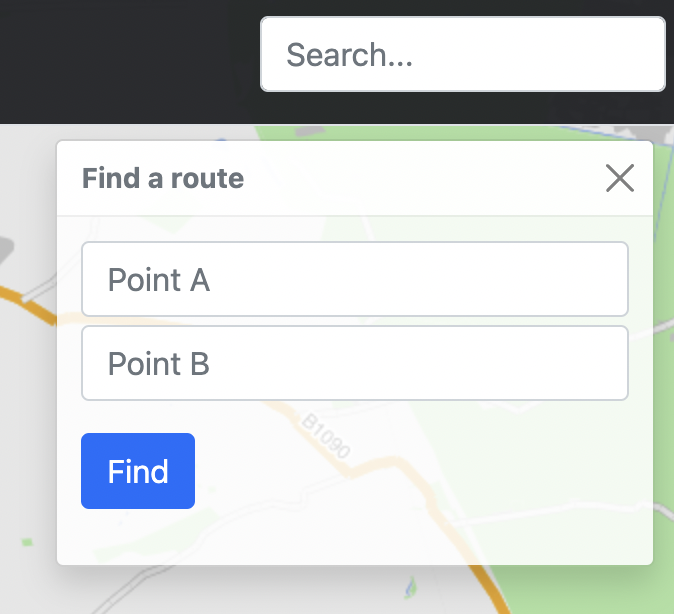 Search...
Find a route
Point A
Point B
B1090
Find